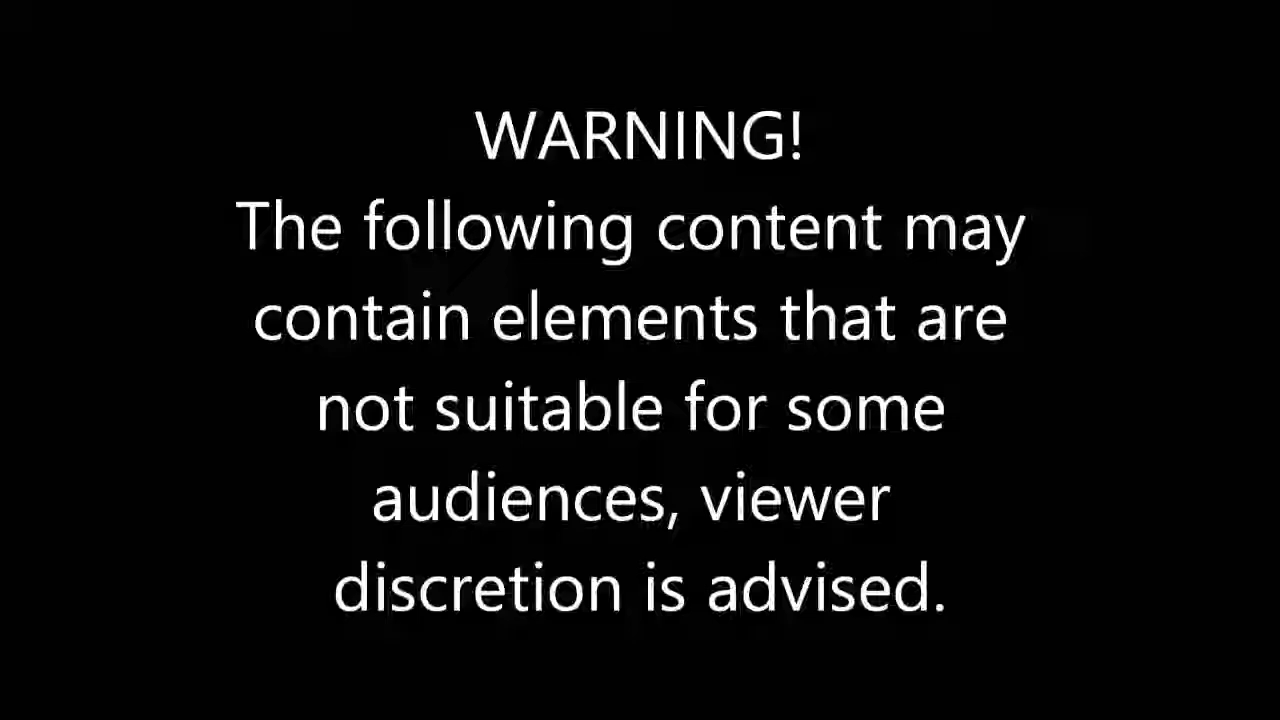 WARNING!
The following content may
contain elements that are
not suitable for some
audiences, viewer
discretion is advised.